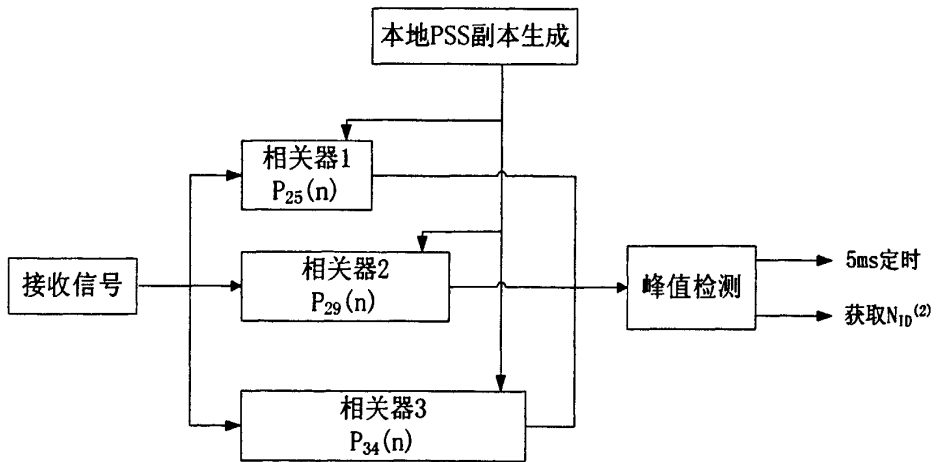 本地PSS副本生成
相关器1
P₂₅(n)
接收信号
相关器2
P₂₉(n)
峰值检测
5ms定时
获取N_ID⁽²⁾
相关器3
P₃₄(n)